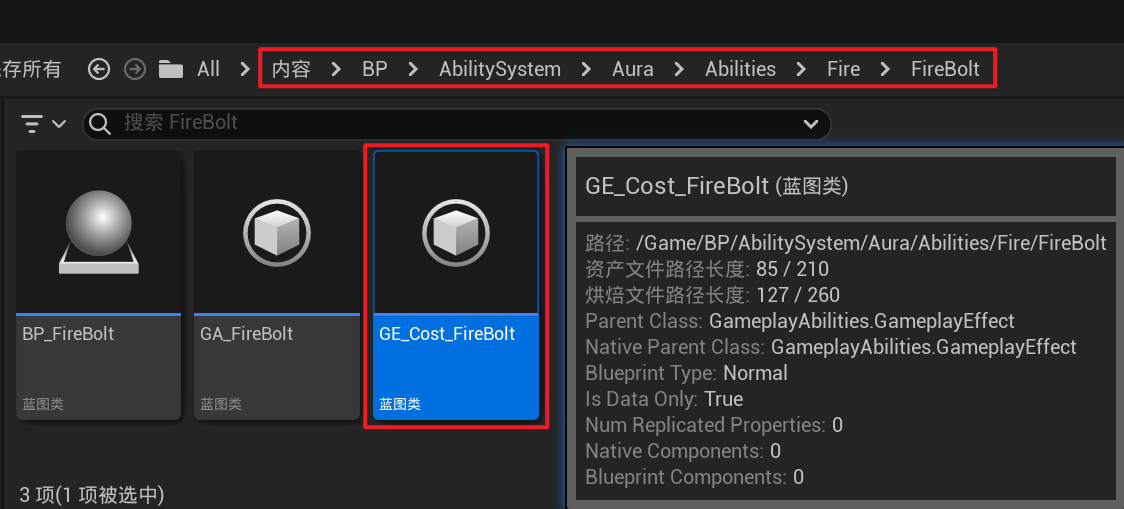 存所有 All 内容 BP AbilitySystem Aura Abilities Fire FireBolt
搜索 FireBolt
BP_FireBolt
蓝图类
GA_FireBolt
蓝图类
GE_Cost_FireBolt
蓝图类
GE_Cost_FireBolt (蓝图类)
路径: /Game/BP/AbilitySystem/Aura/Abilities/Fire/FireBolt
资产文件路径长度: 85 / 210
烘焙文件路径长度: 127 / 260
Parent Class: GameplayAbilities.GameplayEffect
Native Parent Class: GameplayAbilities.GameplayEffect
Blueprint Type: Normal
Is Data Only: True
Num Replicated Properties: 0
Native Components: 0
Blueprint Components: 0
3 项(1 项被选中)